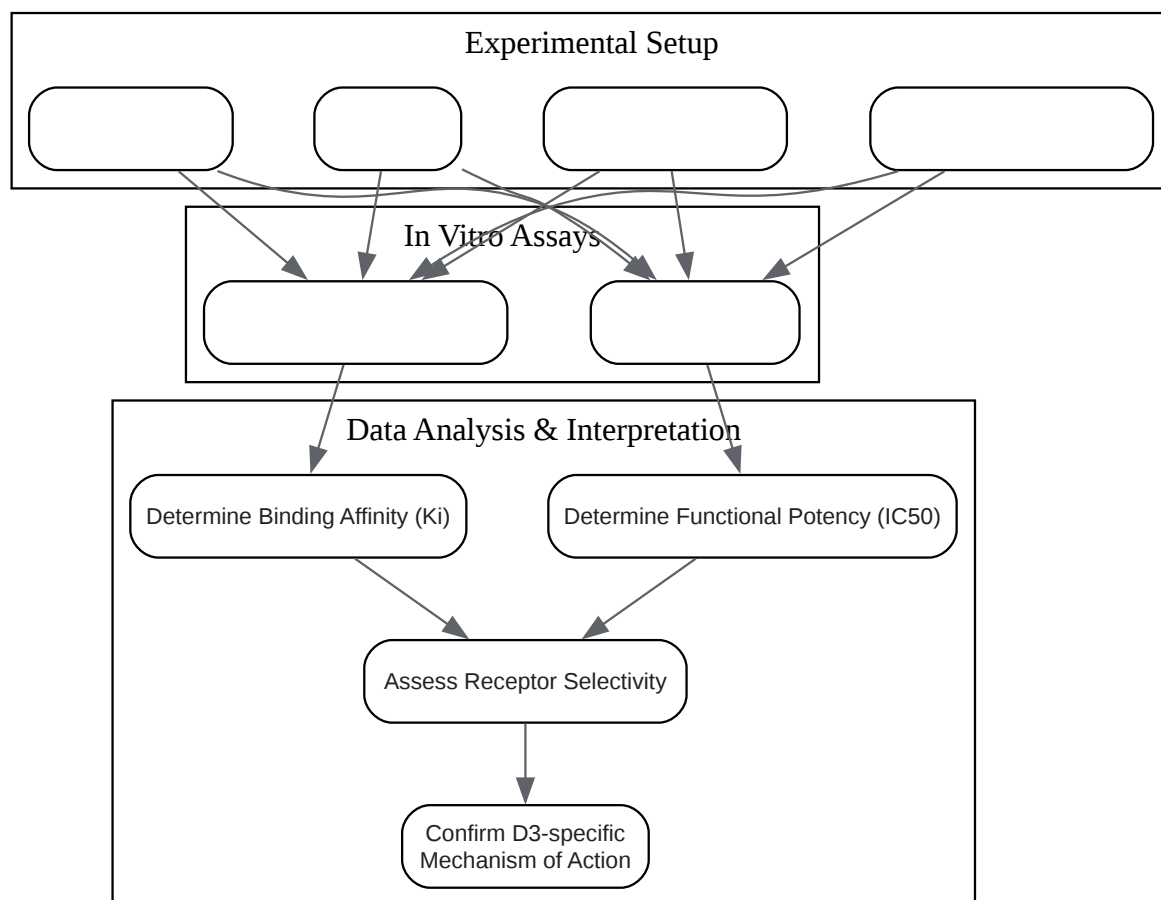 Experimental Setup
In Vitro Assays
Data Analysis & Interpretation
Determine Binding Affinity (Ki)
Determine Functional Potency (IC50)
Assess Receptor Selectivity
Confirm D3-specific
Mechanism of Action